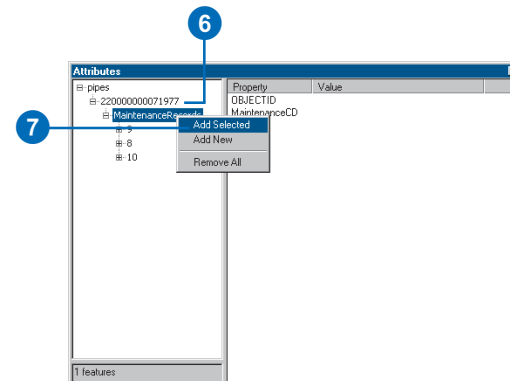 6
Attributes
pipes
Property Value
220000000071977
OBJECTID
MaintenanceRecords
MaintenanceCD
7
Add Selected
9
Add New
8
10
Remove All
1 features